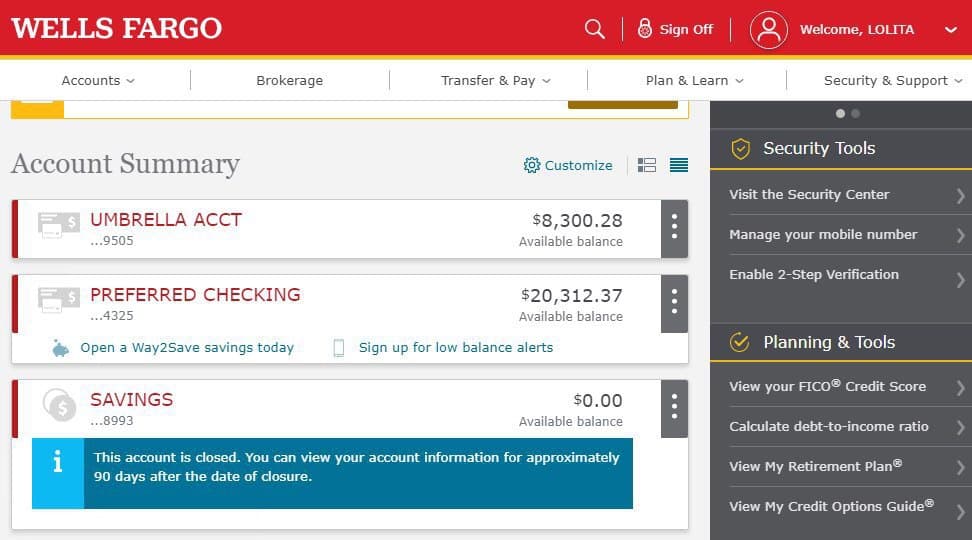 WELLS FARGO
Sign Off
Welcome, LOLITA
Accounts
Brokerage
Transfer & Pay
Plan & Learn
Security & Support
Account Summary
Customize
UMBRELLA ACCT
$8,300.28
...9505
Available balance
PREFERRED CHECKING
$20,312.37
...4325
Available balance
Open a Way2Save savings today
Sign up for low balance alerts
SAVINGS
$0.00
...8993
Available balance
This account is closed. You can view your account information for approximately
90 days after the date of closure.
Security Tools
Visit the Security Center
Manage your mobile number
Enable 2-Step Verification
Planning & Tools
View your FICO® Credit Score
Calculate debt-to-income ratio
View My Retirement Plan®
View My Credit Options Guide®